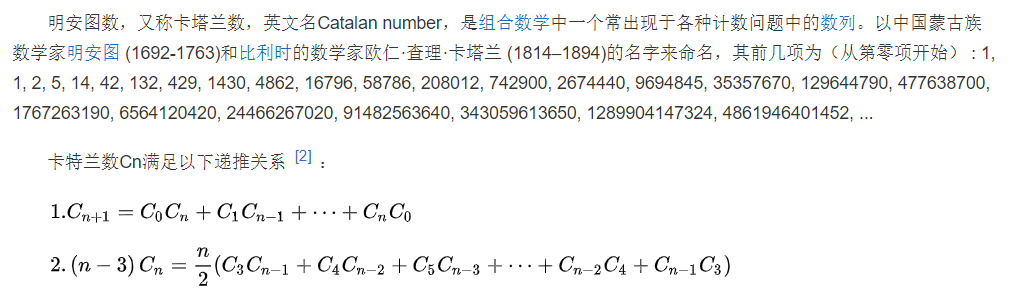 明安图数，又称卡塔兰数，英文名Catalan number，是组合数学中一个常出现于各种计数问题中的数列。以中国蒙古族
数学家明安图 (1692-1763)和比利时的数学家欧仁·查理·卡塔兰 (1814–1894)的名字来命名，其前几项为（从第零项开始）: 1,
1, 2, 5, 14, 42, 132, 429, 1430, 4862, 16796, 58786, 208012, 742900, 2674440, 9694845, 35357670, 129644790, 477638700,
1767263190, 6564120420, 24466267020, 91482563640, 343059613650, 1289904147324, 4861946401452, ...
卡特兰数Cn满足以下递推关系 [2] ：
1.C_{n+1} = C_0C_n + C_1C_{n-1} + ··· + C_nC_0
2. (n − 3) C_n = \frac{n}{2}(C_3C_{n-1} + C_4C_{n-2} + C_5C_{n-3} + ··· + C_{n-2}C_4 + C_{n-1}C_3)